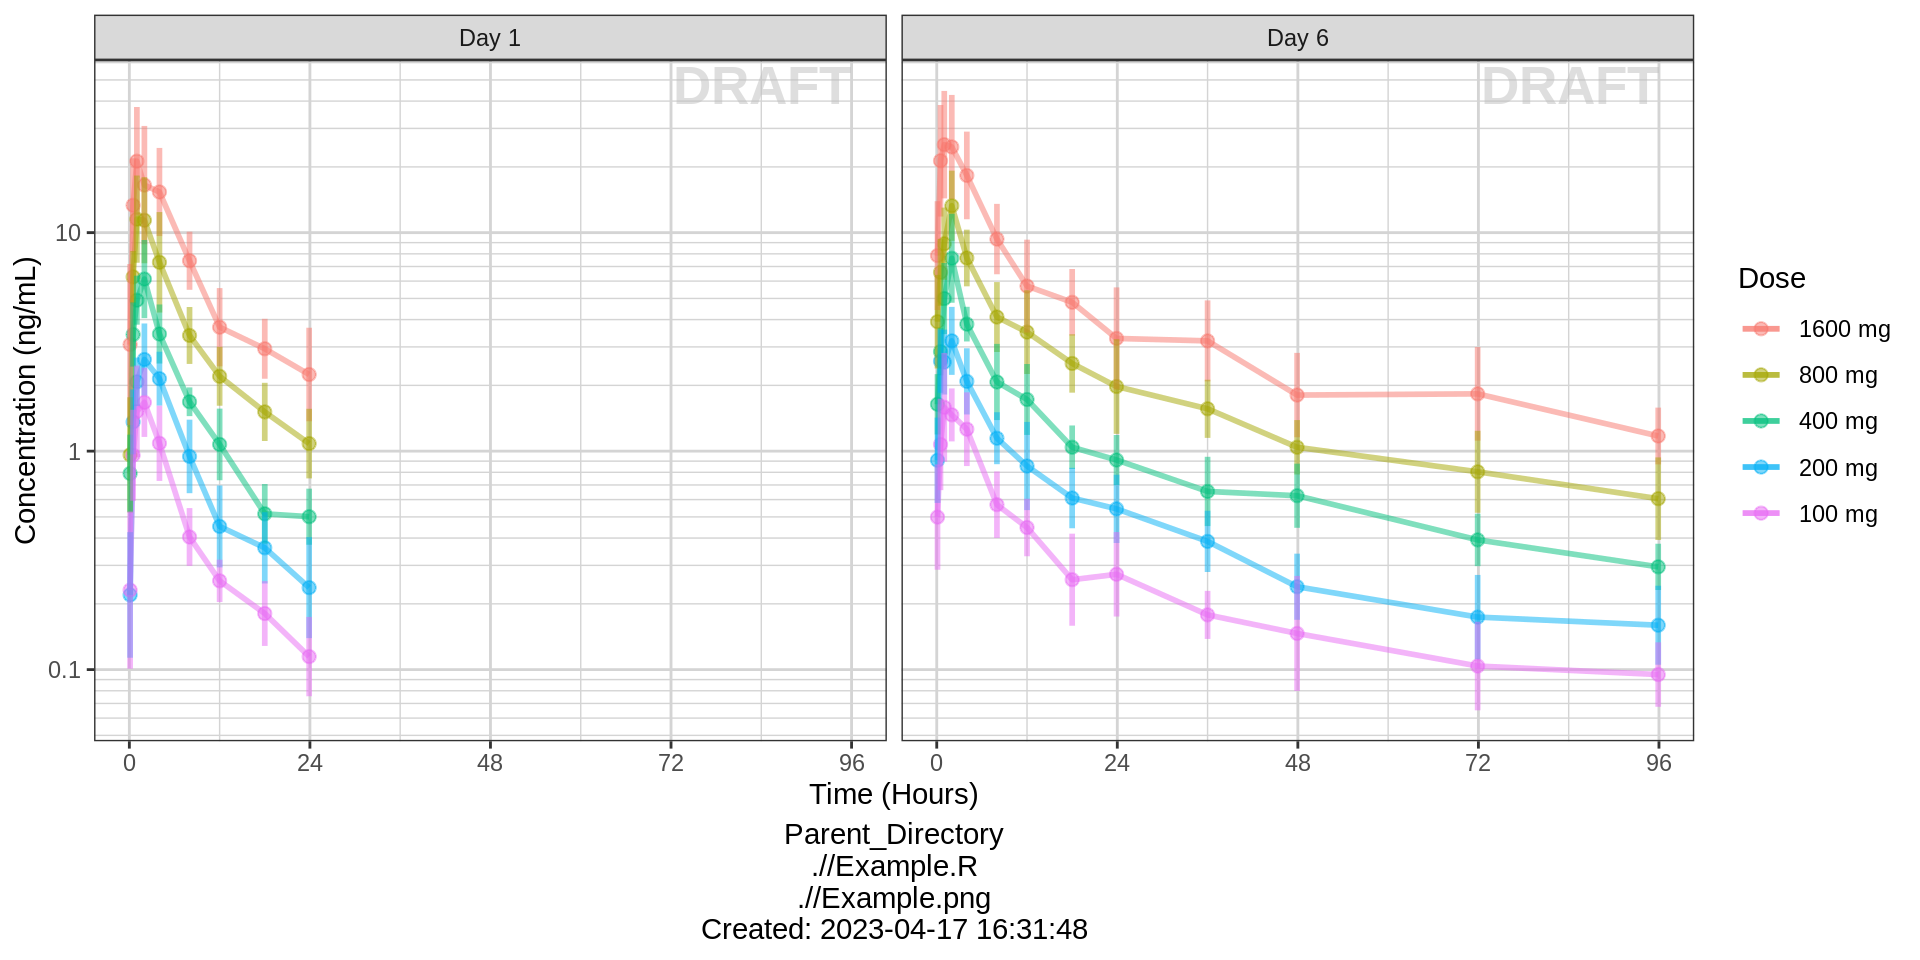 Day 1
Day 6
DRAFT
DRAFT
Concentration (ng/mL)
10
1
0.1
0 24 48 72 96
0 24 48 72 96
Time (Hours)
Dose
1600 mg
800 mg
400 mg
200 mg
100 mg
Parent_Directory
.//Example.R
.//Example.png
Created: 2023-04-17 16:31:48